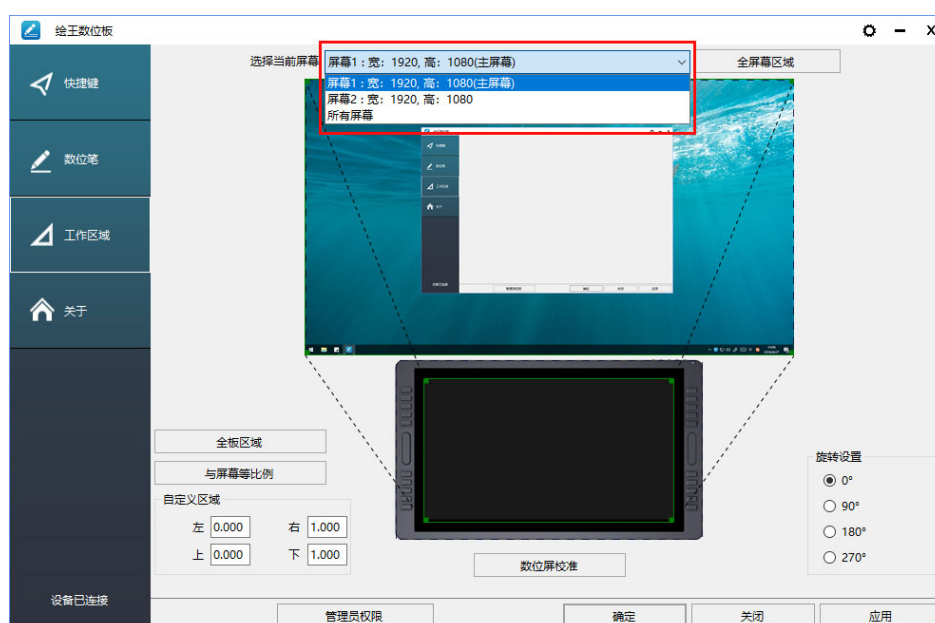 绘王数位板
选择当前屏幕
屏幕1：宽：1920, 高：1080(主屏幕)
全屏幕区域
屏幕1：宽：1920, 高：1080(主屏幕)
屏幕2：宽：1920, 高：1080
所有屏幕
快捷键
数位笔
工作区域
关于
全板区域
与屏幕等比例
自定义区域
左 0.000 右 1.000
上 0.000 下 1.000
数位屏校准
旋转设置
0°
90°
180°
270°
设备已连接
管理员权限
确定
关闭
应用